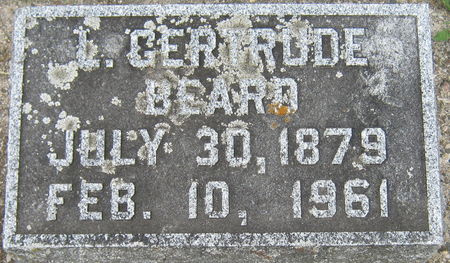 L. GERTRUDE
BEARD
JULY 30, 1879
FEB. 10, 1961